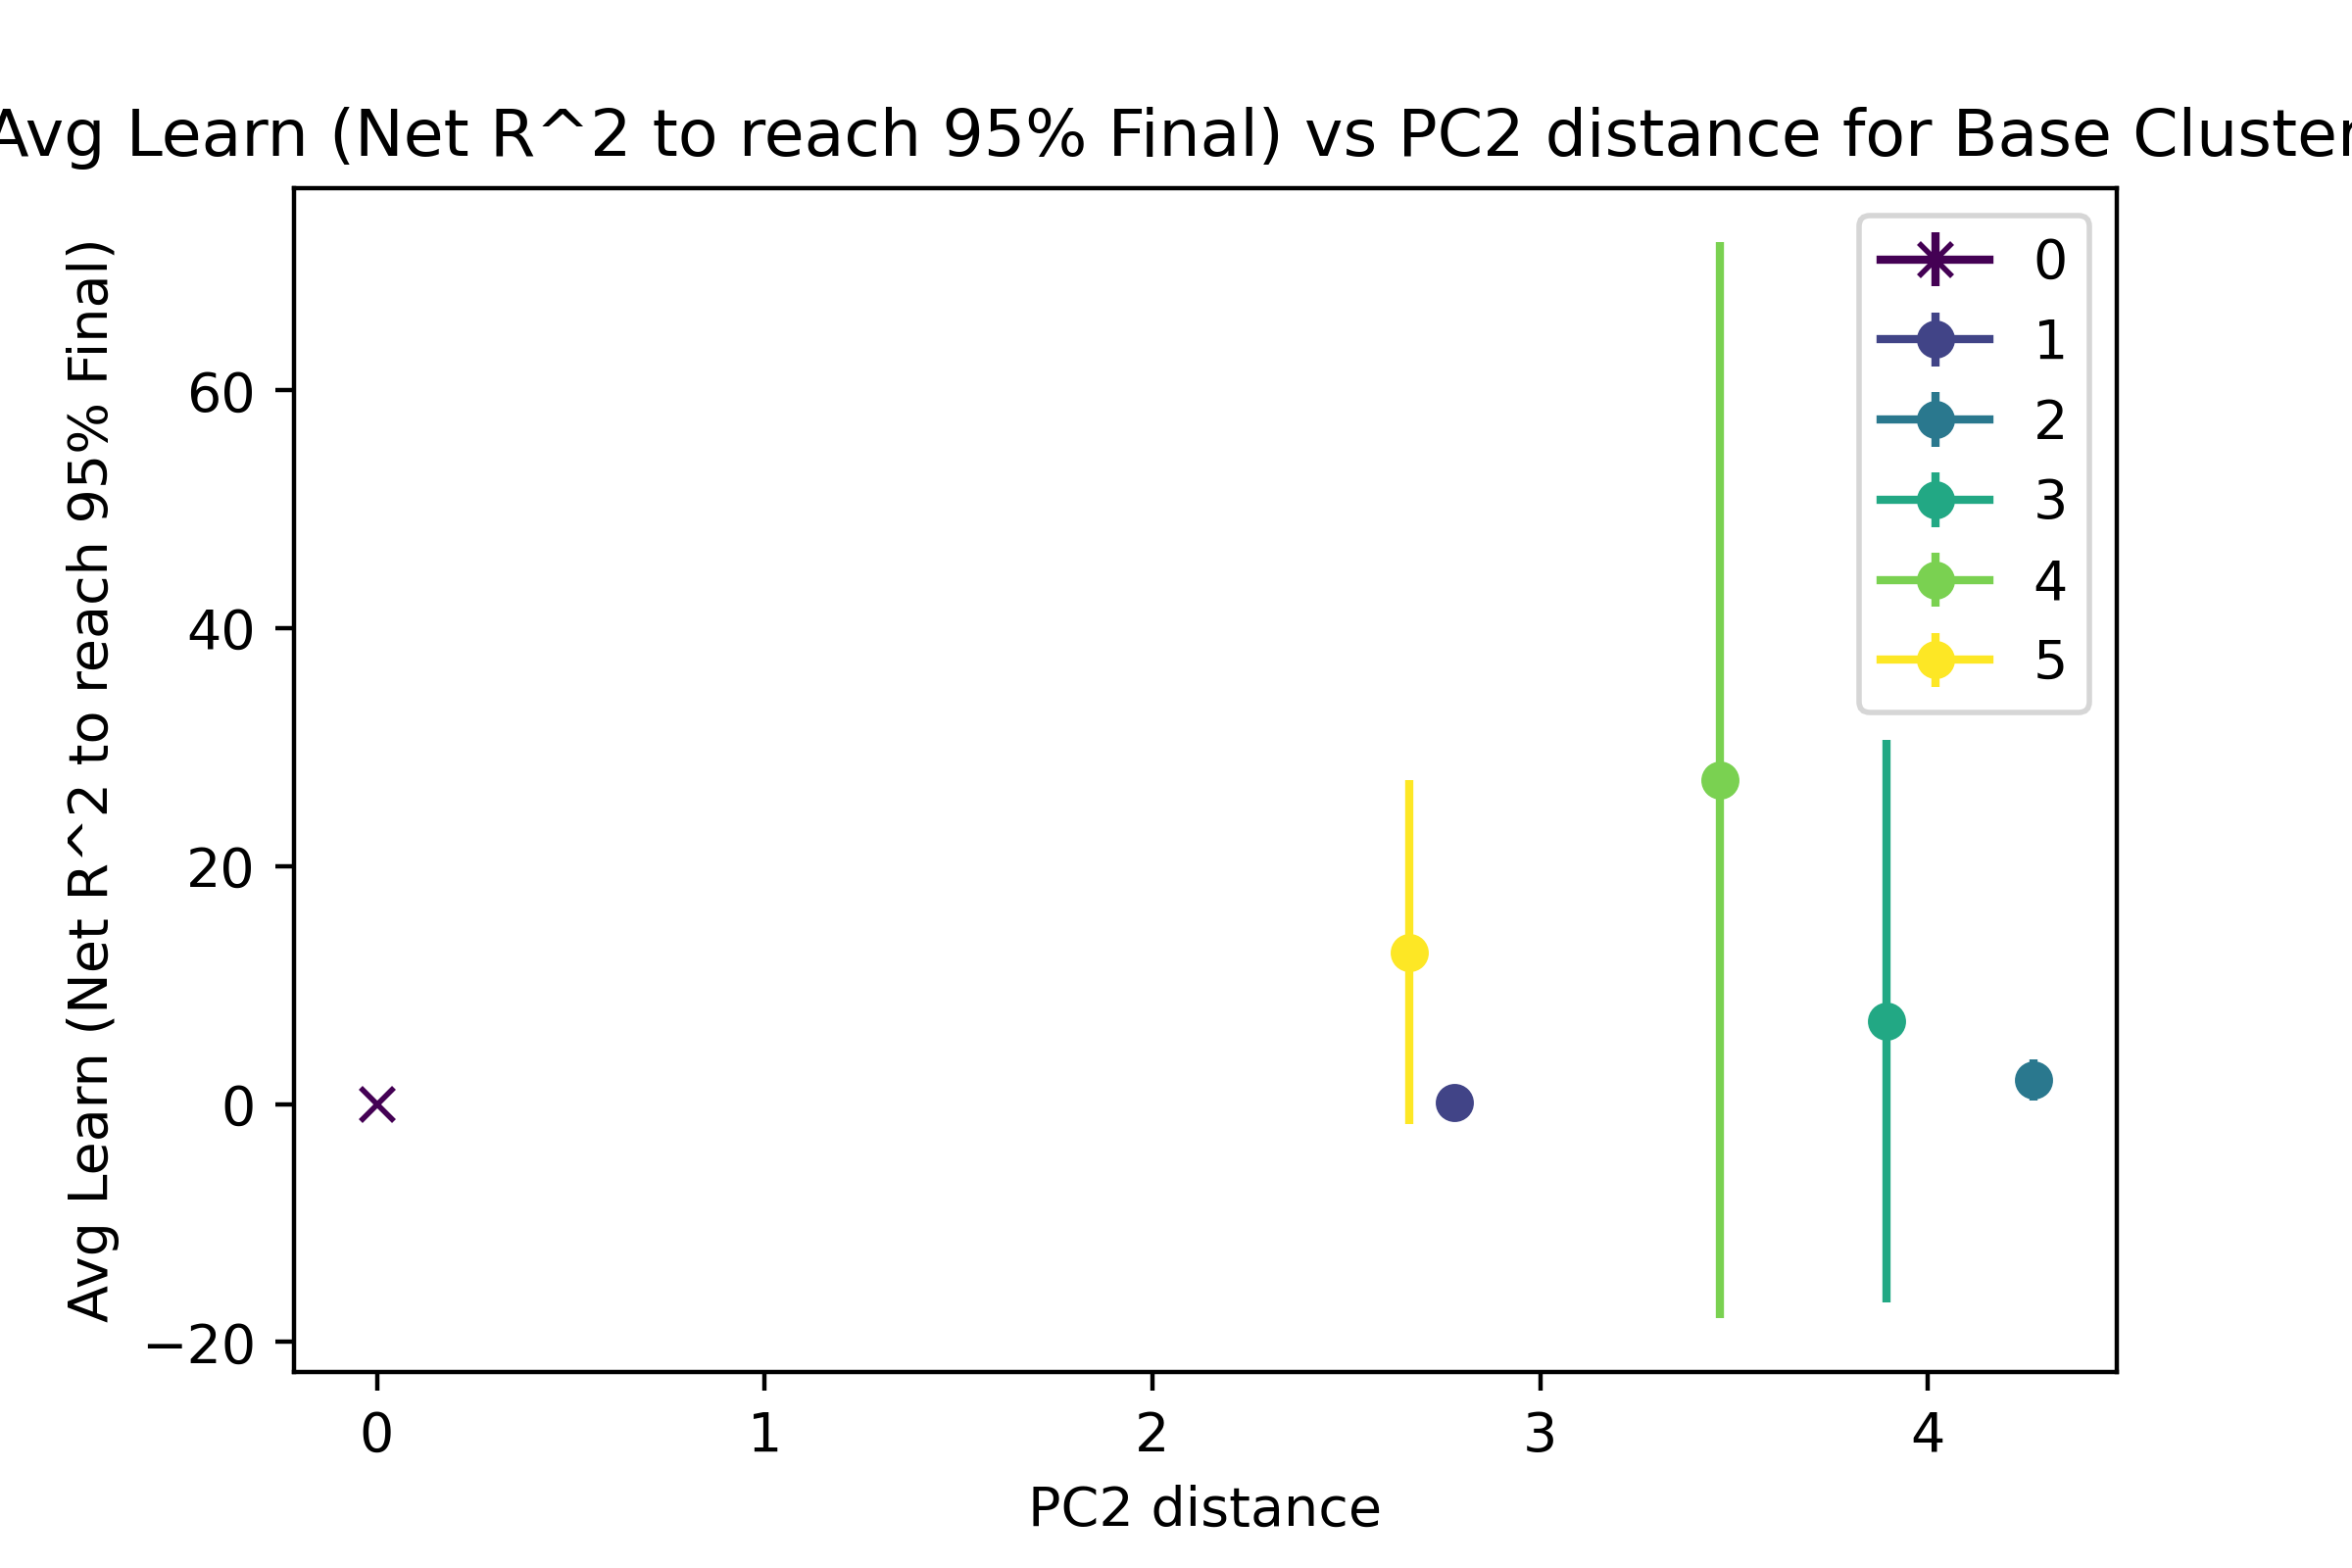 Avg Learn (Net R^2 to reach 95% Final) vs PC2 distance for Base Cluster
Avg Learn (Net R^2 to reach 95% Final)
60
40
20
0
−20
0
1
2
3
4
5
0 1 2 3 4
PC2 distance